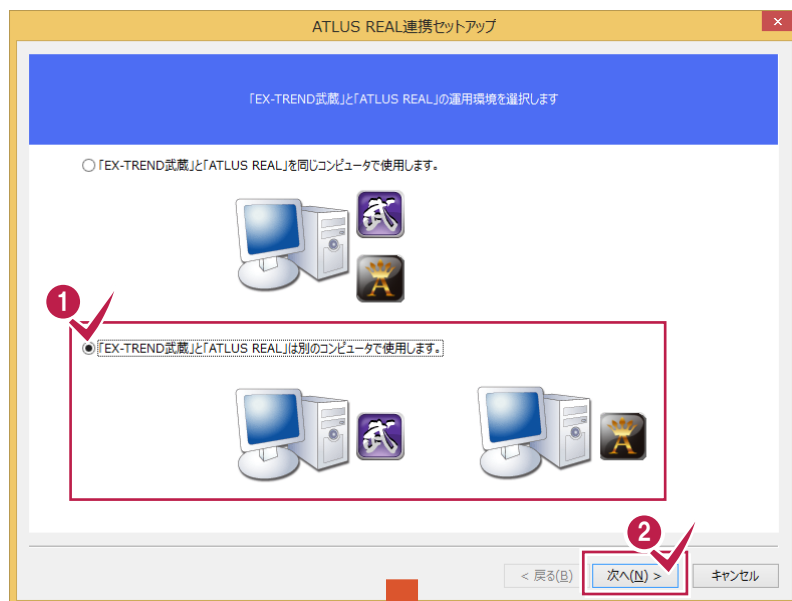 ATLUS REAL連携セットアップ
「EX-TREND武蔵」と「ATLUS REAL」の運用環境を選択します
「EX-TREND武蔵」と「ATLUS REAL」を同じコンピュータで使用します。
武
A
1
「EX-TREND武蔵」と「ATLUS REAL」は別のコンピュータで使用します。
武
A
2
< 戻る(B)
次へ(N) >
キャンセル